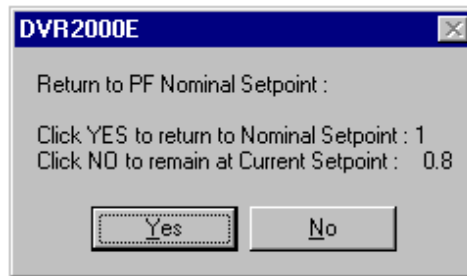 DVR2000E
Return to PF Nominal Setpoint :
Click YES to return to Nominal Setpoint : 1
Click NO to remain at Current Setpoint : 0.8
Yes No